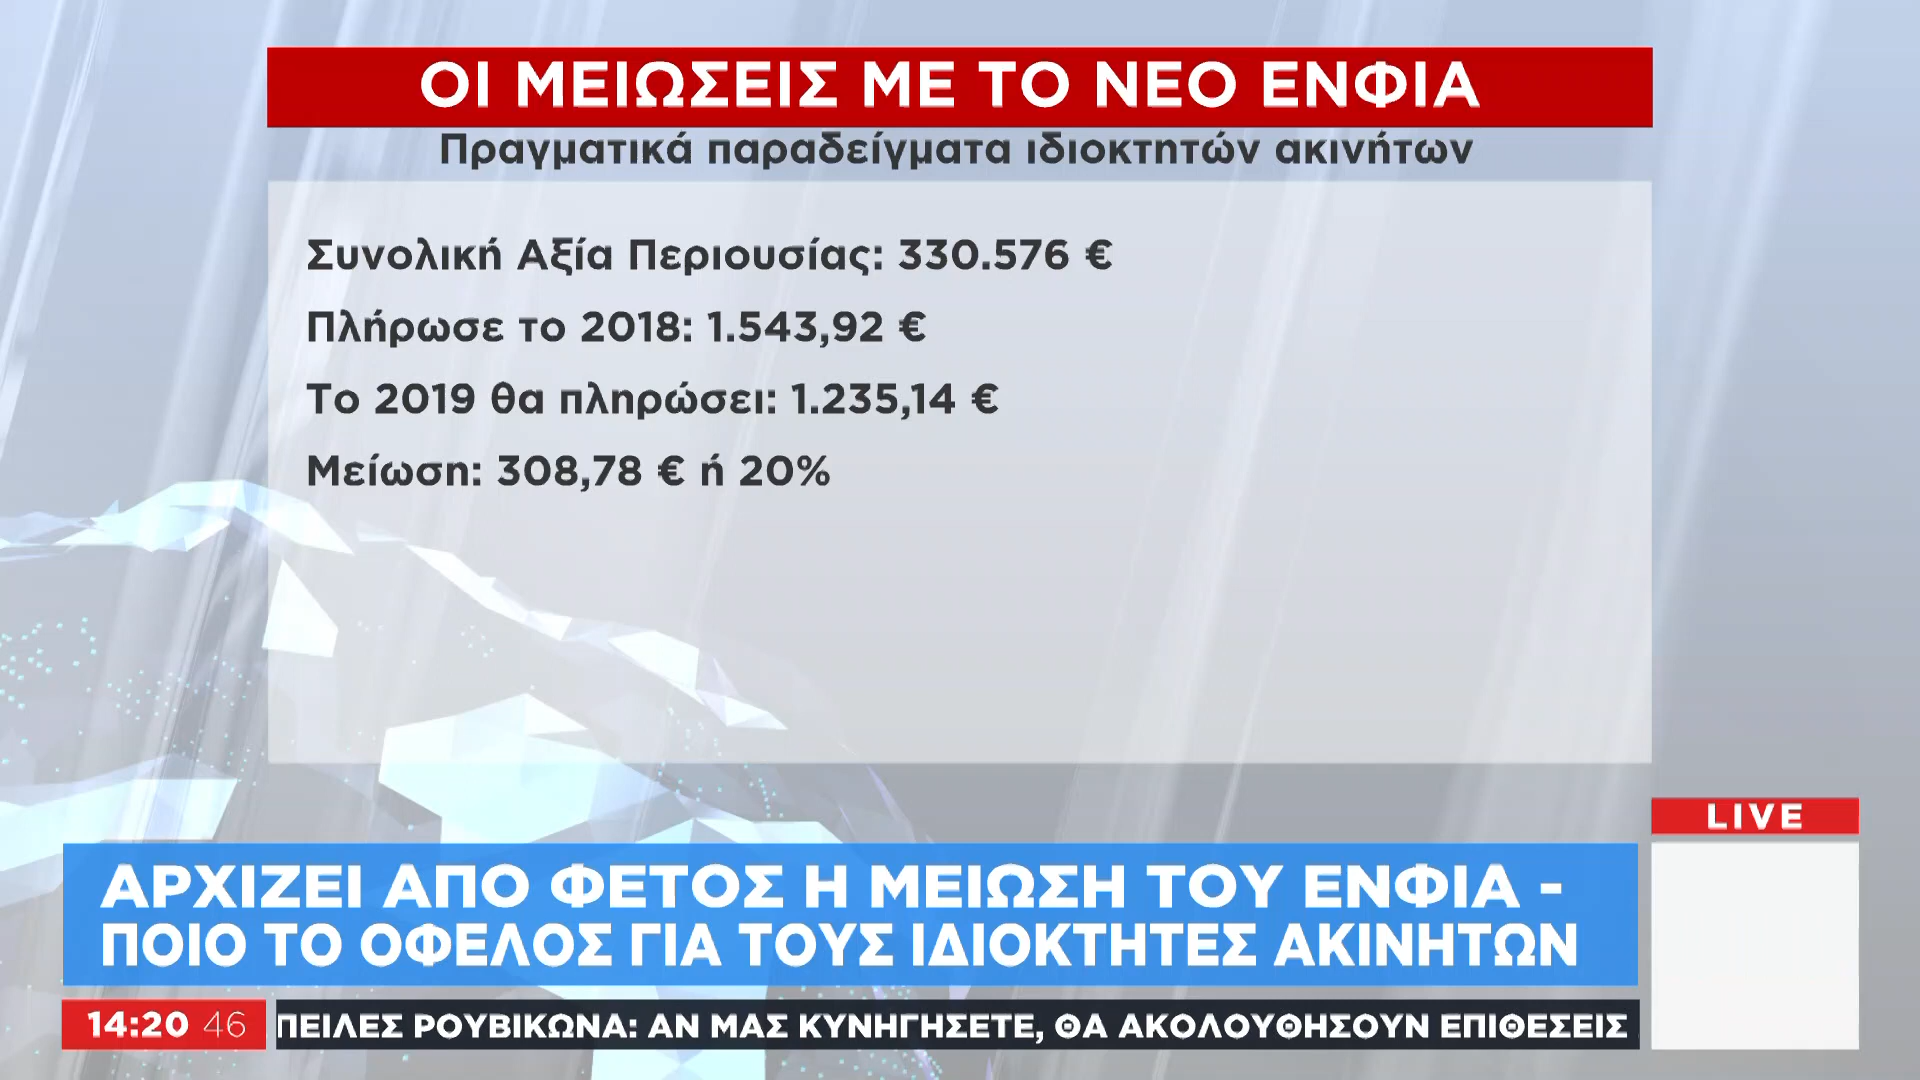 ΟΙ ΜΕΙΩΣΕΙΣ ΜΕ ΤΟ ΝΕΟ ΕΝΦΙΑ
Πραγματικά παραδείγματα ιδιοκτητών ακινήτων
Συνολική Αξία Περιουσίας: 330.576 €
Πλήρωσε το 2018: 1.543,92 €
Το 2019 θα πληρώσει: 1.235,14 €
Μείωση: 308,78 € ή 20%
LIVE
ΑΡΧΙΖΕΙ ΑΠΟ ΦΕΤΟΣ Η ΜΕΙΩΣΗ ΤΟΥ ΕΝΦΙΑ -
ΠΟΙΟ ΤΟ ΟΦΕΛΟΣ ΓΙΑ ΤΟΥΣ ΙΔΙΟΚΤΗΤΕΣ ΑΚΙΝΗΤΩΝ
14:20 46 ΠΕΙΛΕΣ ΡΟΥΒΙΚΩΝΑ: ΑΝ ΜΑΣ ΚΥΝΗΓΗΣΕΤΕ, ΘΑ ΑΚΟΛΟΥΘΗΣΟΥΝ ΕΠΙΘΕΣΕΙΣ